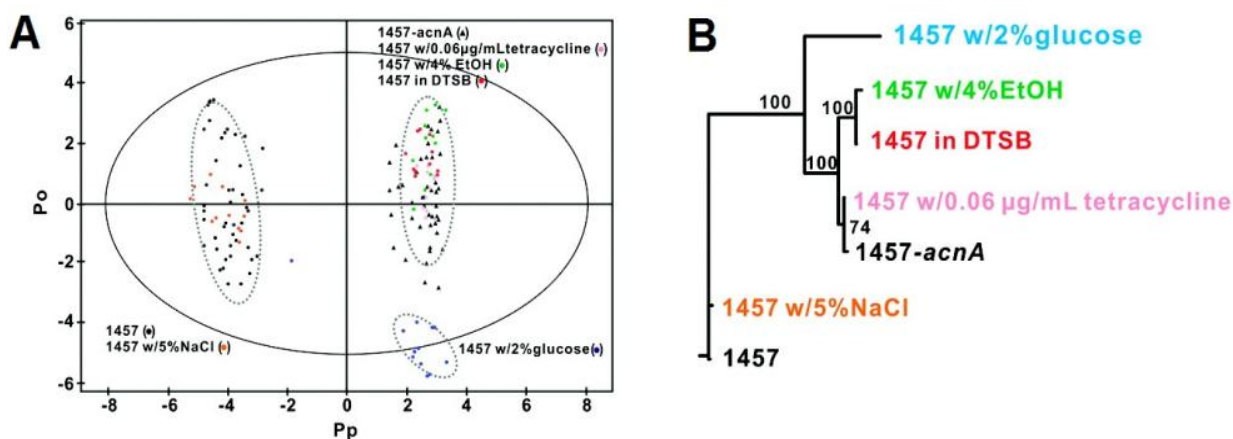 A
6
4
2
0
-2
-4
-6
Po
-8
-6
-4
-2
0
2
4
6
8
Pp
1457-acnA (▲)
1457 w/0.06µg/mLtetracycline (•)
1457 w/4% EtOH (•)
1457 in DTSB (•)
1457 (•)
1457 w/5%NaCl (•)
1457 w/2%glucose(•)
B
1457 w/2%glucose
100
1457 w/4%EtOH
100
1457 in DTSB
100
1457 w/0.06 µg/mL tetracycline
74
1457-acnA
1457 w/5%NaCl
1457